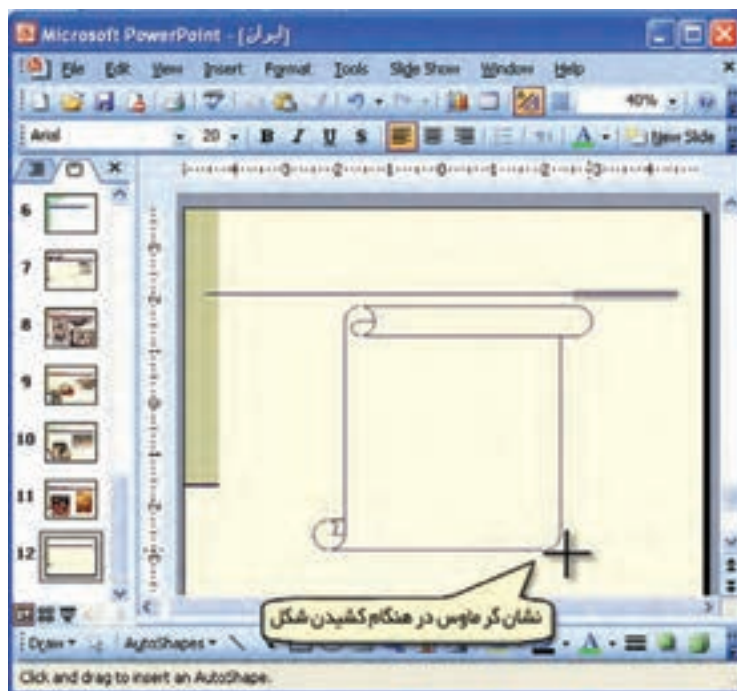 Microsoft PowerPoint - [ایران]
File Edit View Insert Format Tools Slide Show Window Help
40%
Arial 20 B I U S A New Slide
6
7
8
9
10
11
12
نشان گر ماوس در هنگام کشیدن شکل
Draw AutoShapes A
Click and drag to insert an AutoShape.